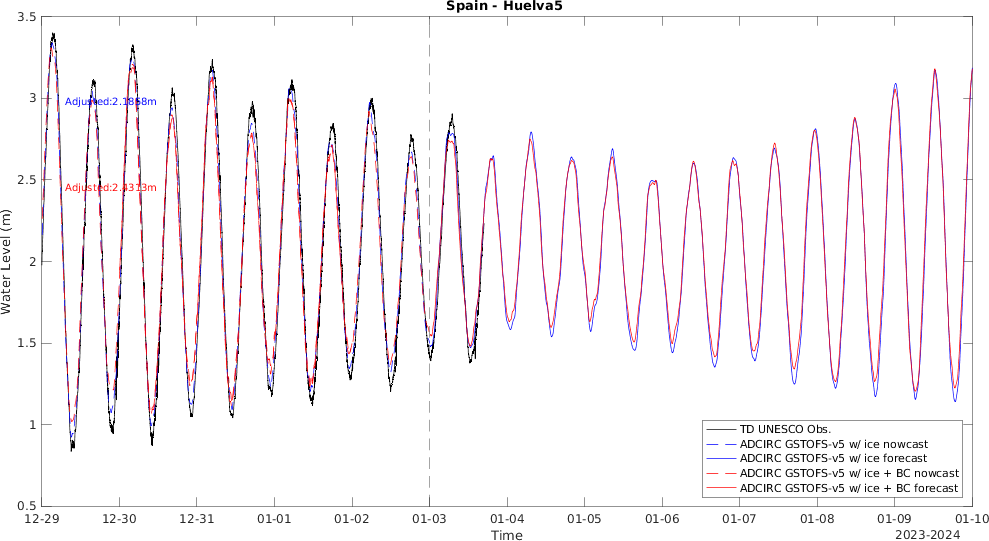 Spain - Huelva5
3.5
3
2.5
2
1.5
1
0.5
Water Level (m)
Adjusted:2.1868m
Adjusted:2.4313m
TD UNESCO Obs.
ADCIRC GSTOFS-v5 w/ ice nowcast
ADCIRC GSTOFS-v5 w/ ice forecast
ADCIRC GSTOFS-v5 w/ ice + BC nowcast
ADCIRC GSTOFS-v5 w/ ice + BC forecast
12-29 12-30 12-31 01-01 01-02 01-03 01-04 01-05 01-06 01-07 01-08 01-09 01-10
Time
2023-2024